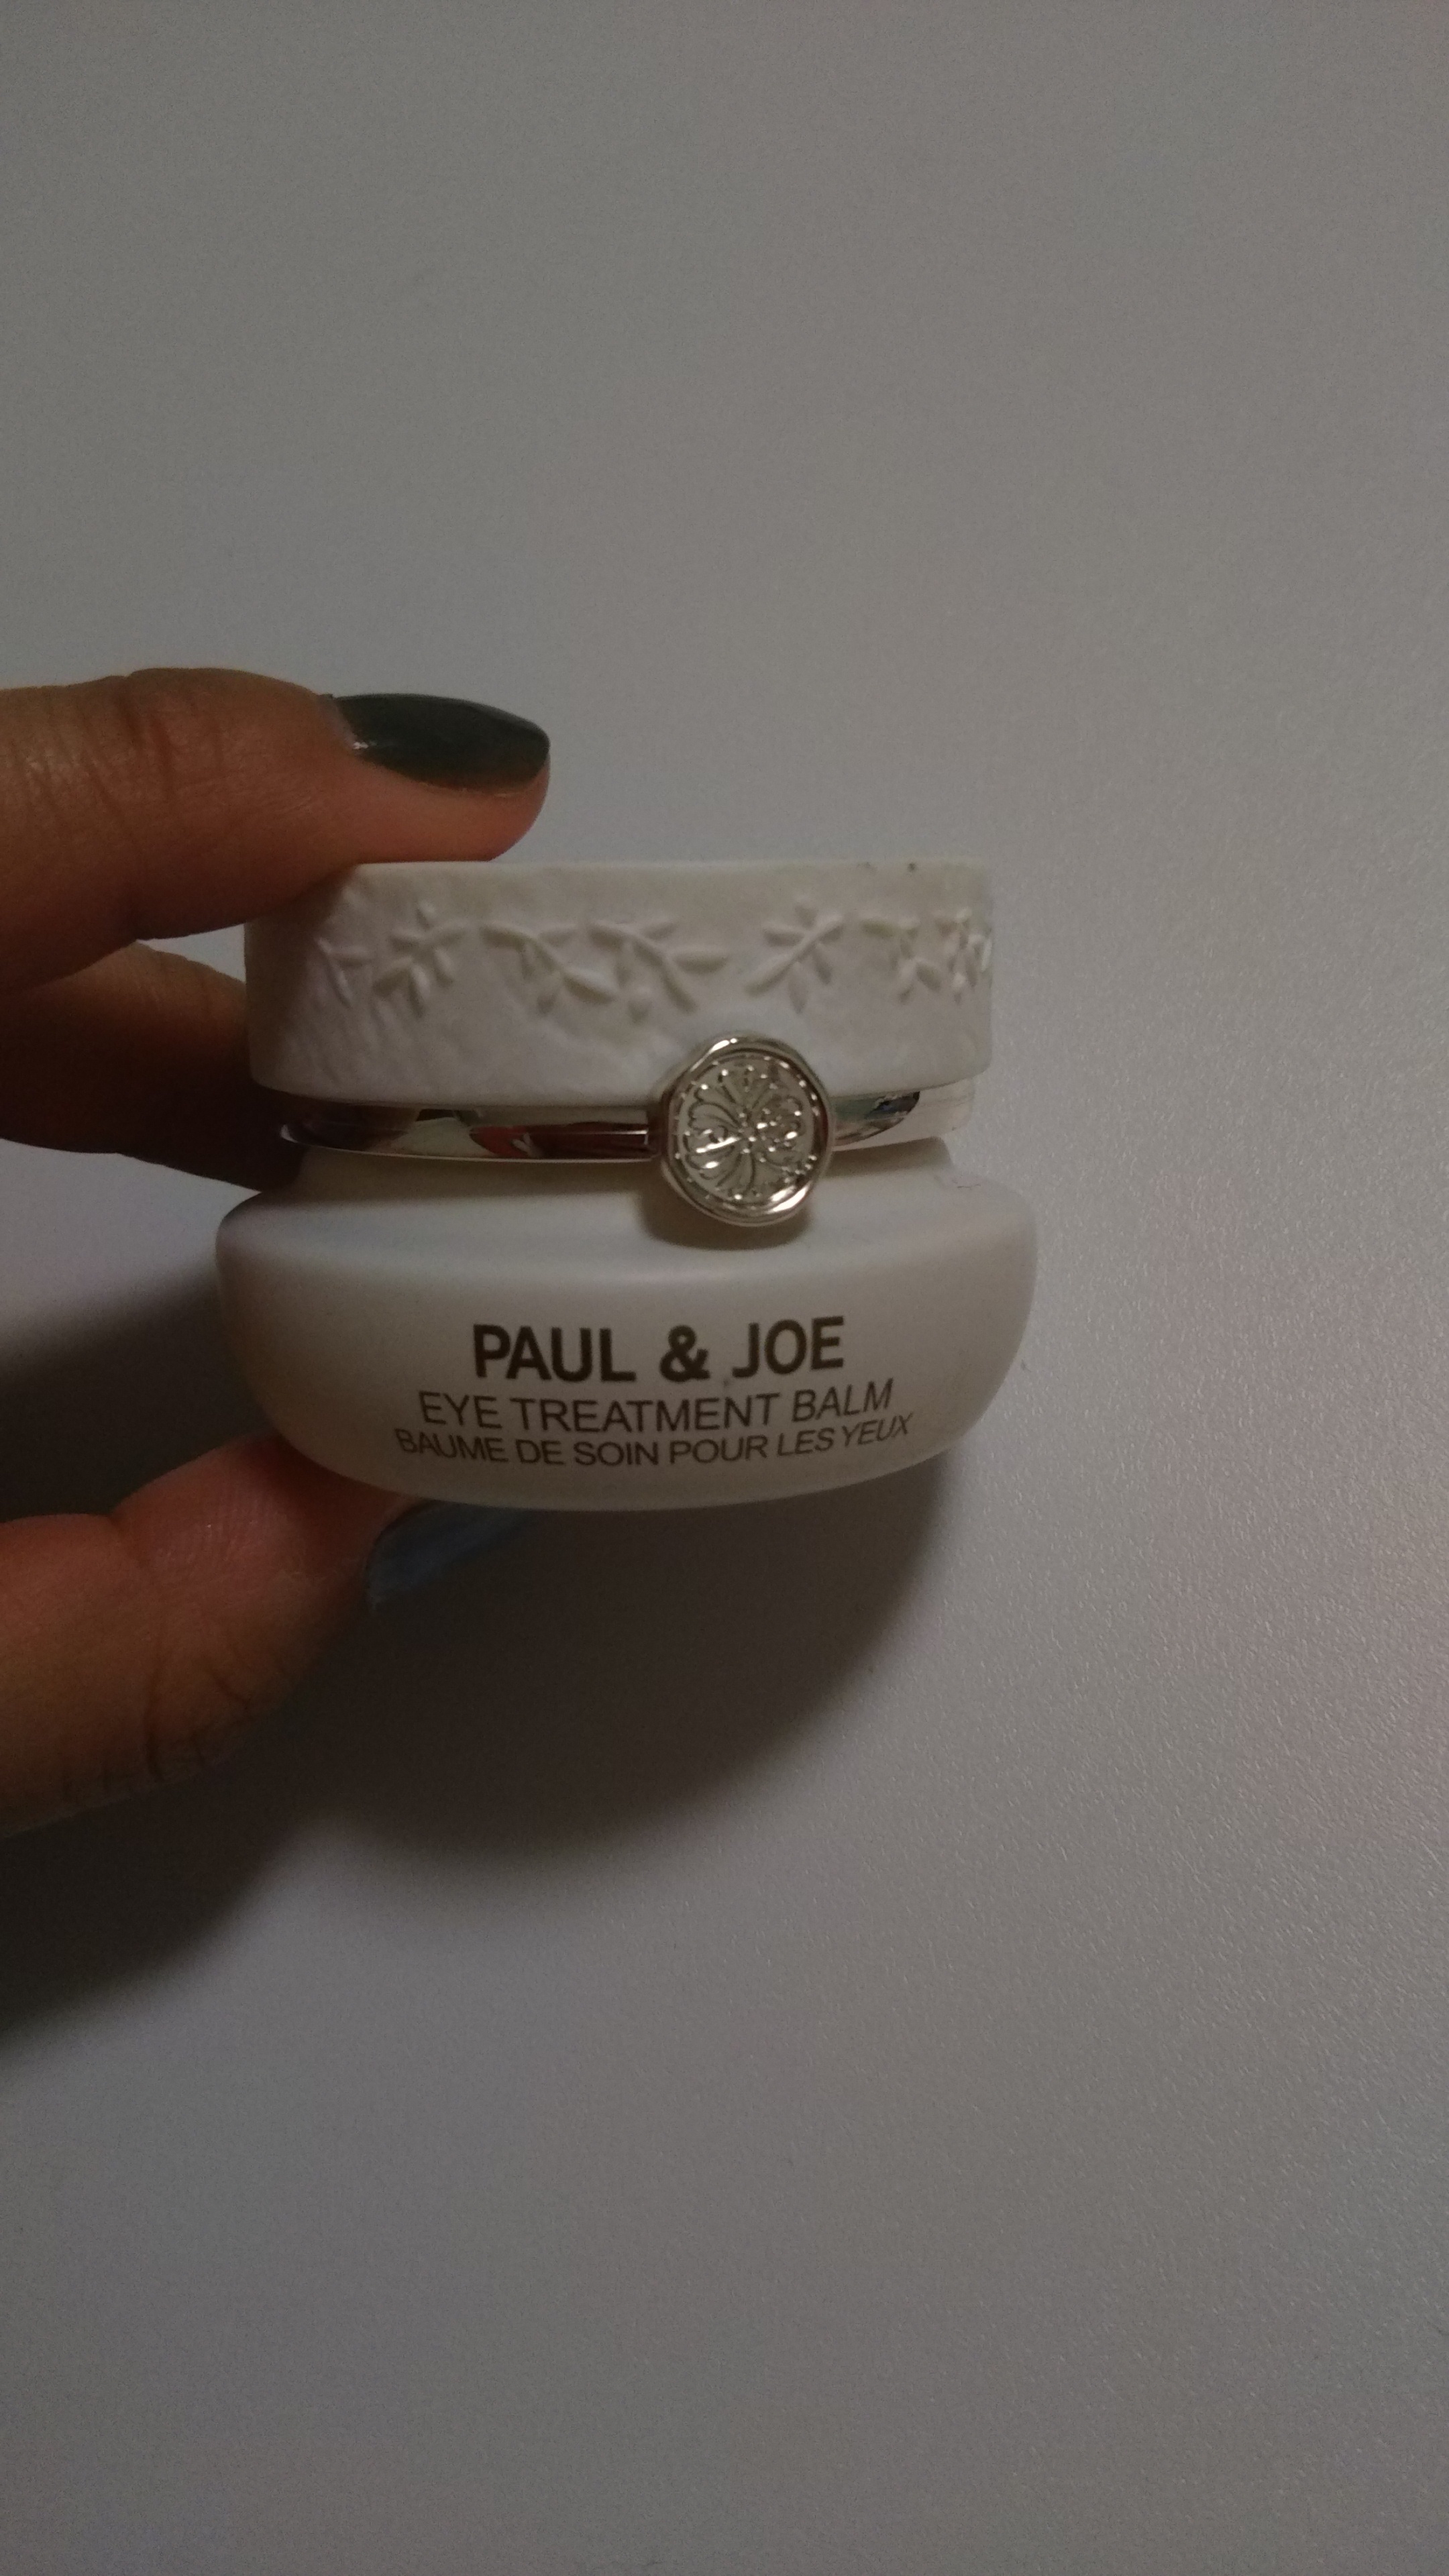 PAUL & JOE
EYE TREATMENT BALM
BAUME DE SOIN POUR LES YEUX